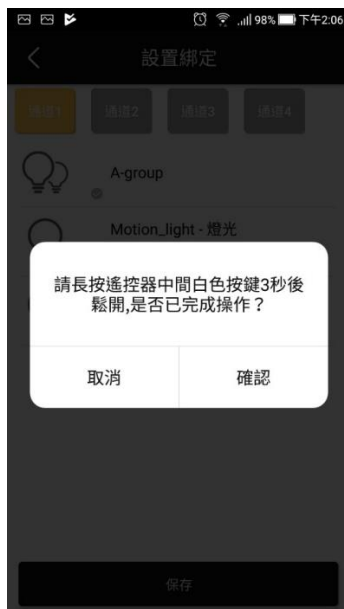 98% 下午2:06
設置綁定
通道1 通道2 通道3 通道4
A-group
Motion_light - 燈光
請長按遙控器中間白色按鍵3秒後
鬆開,是否已完成操作？
取消 確認
保存